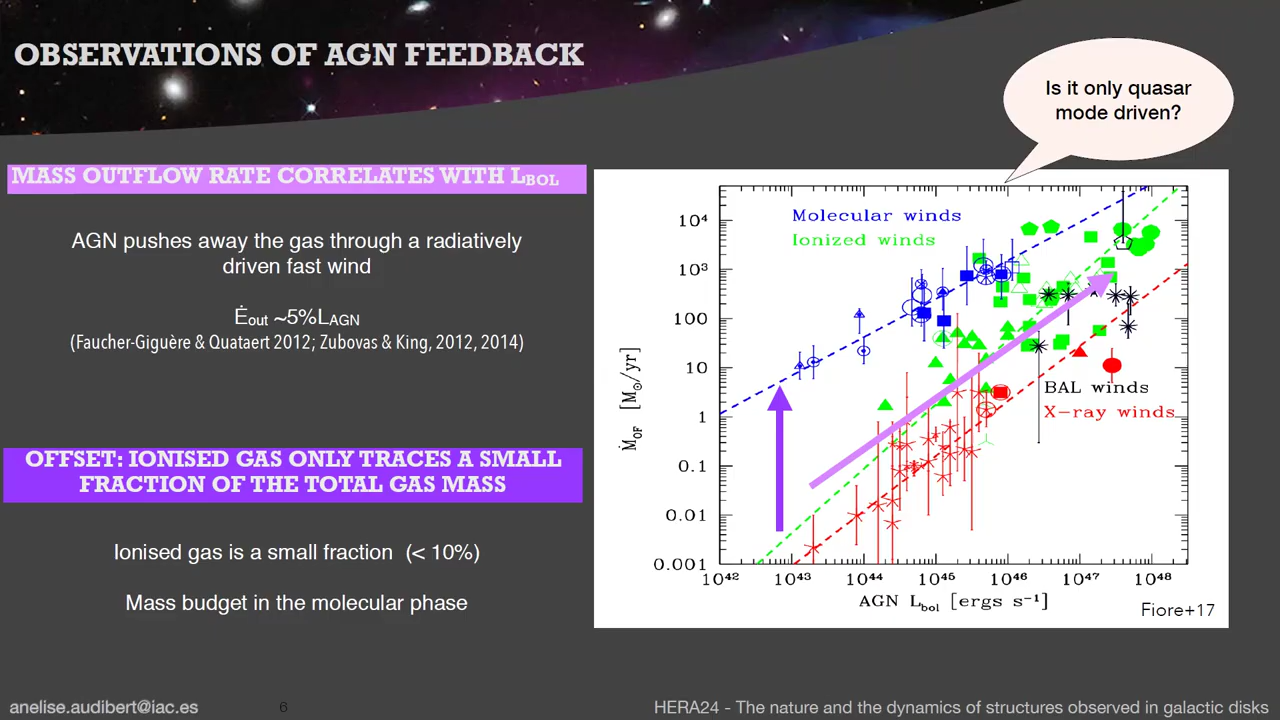 OBSERVATIONS OF AGN FEEDBACK
Is it only quasar
mode driven?
MASS OUTFLOW RATE CORRELATES WITH LBOL
AGN pushes away the gas through a radiatively
driven fast wind
Ėout ~5%LAGN
(Faucher-Giguère & Quataert 2012; Zubovas & King, 2012, 2014)
OFFSET: IONISED GAS ONLY TRACES A SMALL
FRACTION OF THE TOTAL GAS MASS
Ionised gas is a small fraction (< 10%)
Mass budget in the molecular phase
Molecular winds
Ionized winds
BAL winds
X-ray winds
10⁴
10³
100
10
1
0.1
0.01
0.001
ṀOF [M⊙/yr]
10⁴² 10⁴³ 10⁴⁴ 10⁴⁵ 10⁴⁶ 10⁴⁷ 10⁴⁸
AGN Lbol [ergs s⁻¹]
Fiore+17
anelise.audibert@iac.es
6
HERA24 - The nature and the dynamics of structures observed in galactic disks